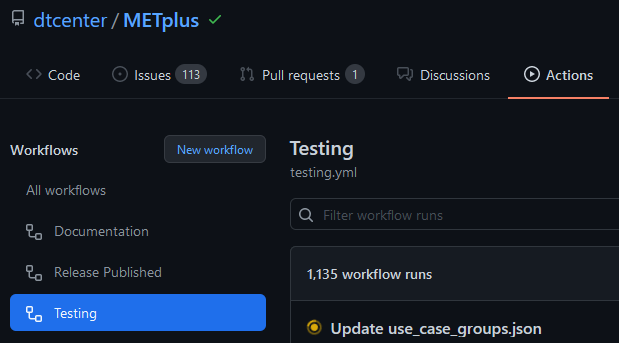 dtcenter / METplus
Code Issues 113 Pull requests 1 Discussions Actions
Workflows New workflow
All workflows
Documentation
Release Published
Testing
Testing
testing.yml
Filter workflow runs
1,135 workflow runs
Update use_case_groups.json